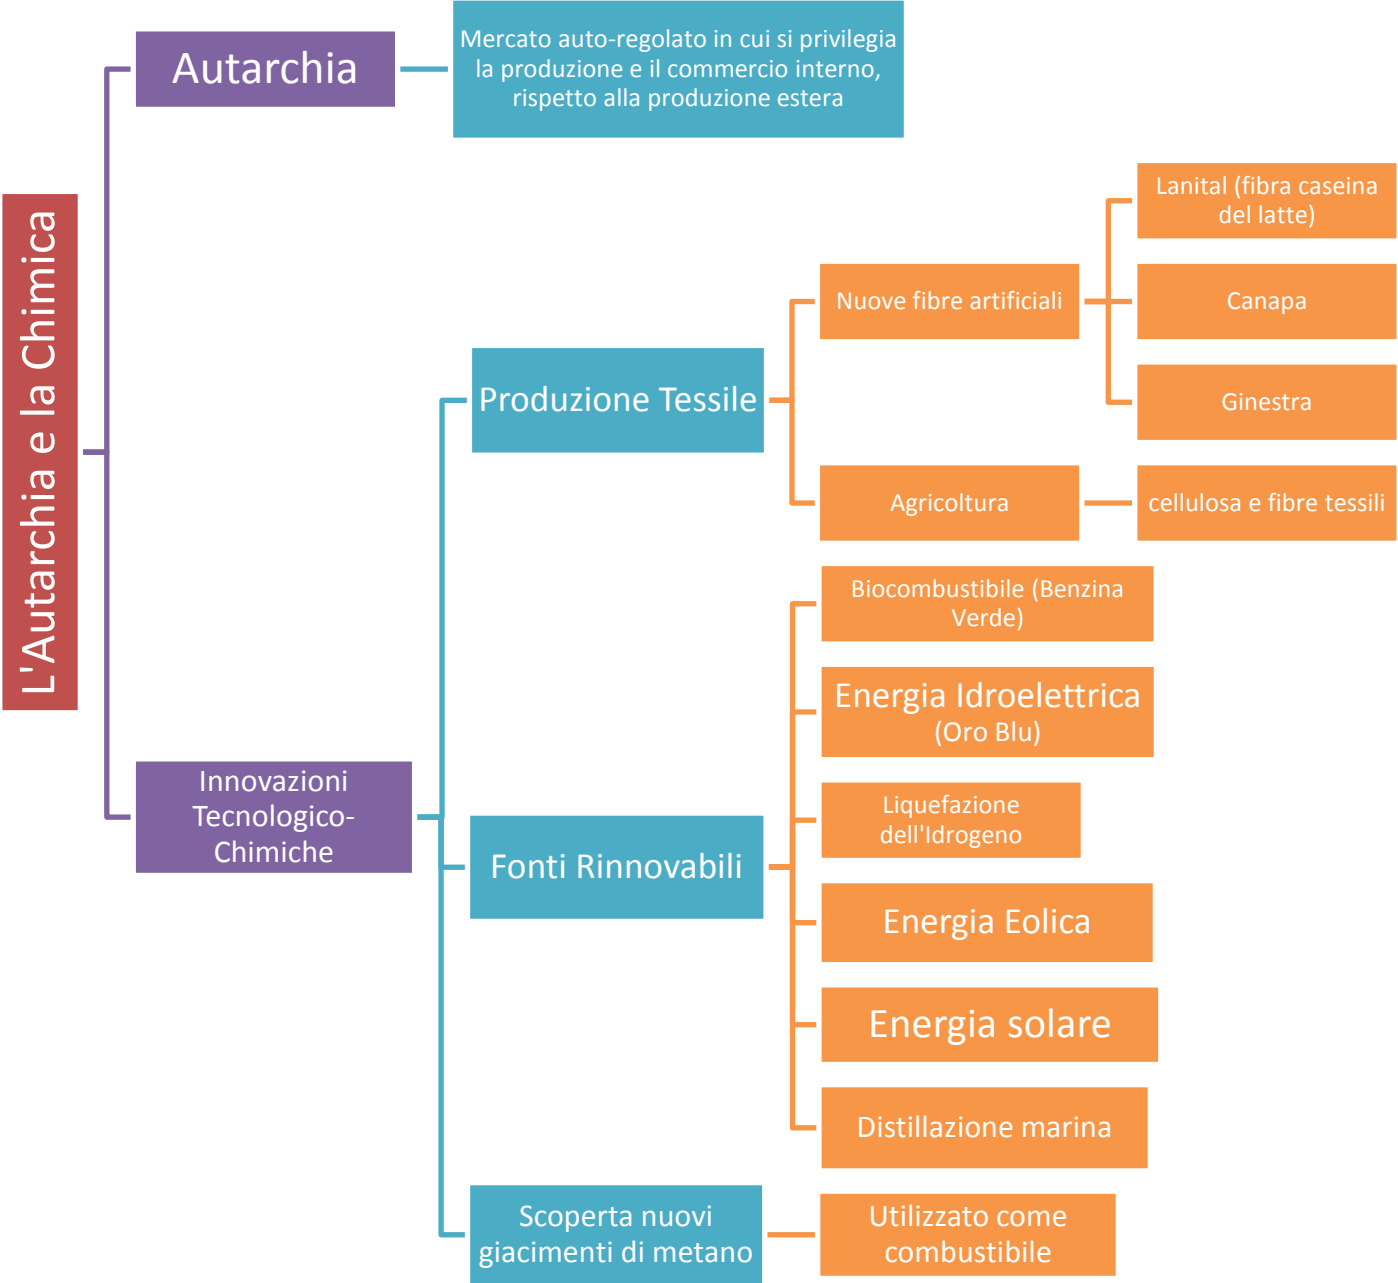 L'Autarchia e la Chimica
Autarchia
Mercato auto-regolato in cui si privilegia
la produzione e il commercio interno,
rispetto alla produzione estera
Innovazioni
Tecnologico-
Chimiche
Produzione Tessile
Nuove fibre artificiali
Lanital (fibra caseina
del latte)
Canapa
Ginestra
Agricoltura
cellulosa e fibre tessili
Fonti Rinnovabili
Biocombustibile (Benzina
Verde)
Energia Idroelettrica
(Oro Blu)
Liquefazione
dell'Idrogeno
Energia Eolica
Energia solare
Distillazione marina
Scoperta nuovi
giacimenti di metano
Utilizzato come
combustibile